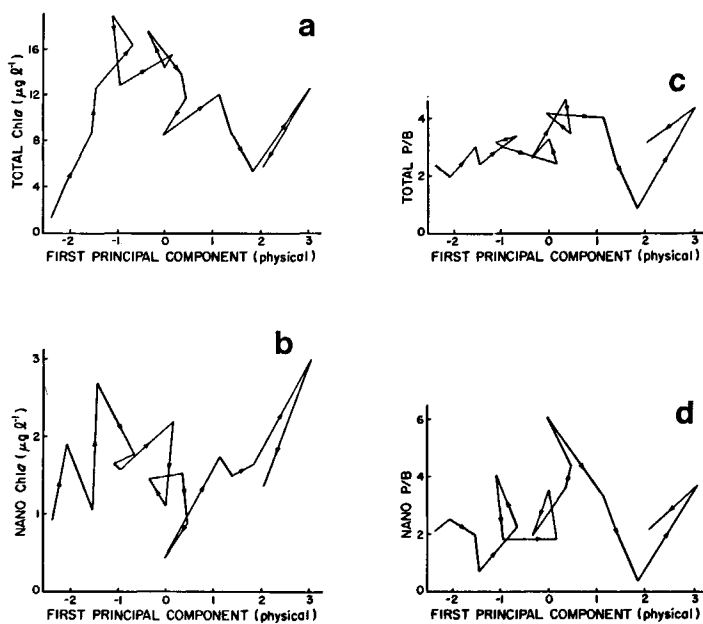 a
TOTAL Chla (μg l⁻¹)
16
12
8
4
0
-2 -1 0 1 2 3
FIRST PRINCIPAL COMPONENT (physical)
c
TOTAL P/B
4
2
0
-2 -1 0 1 2 3
FIRST PRINCIPAL COMPONENT (physical)
b
NANO Chla (μg l⁻¹)
3
2
1
0
-2 -1 0 1 2 3
FIRST PRINCIPAL COMPONENT (physical)
d
NANO P/B
6
4
2
0
-2 -1 0 1 2 3
FIRST PRINCIPAL COMPONENT (physical)